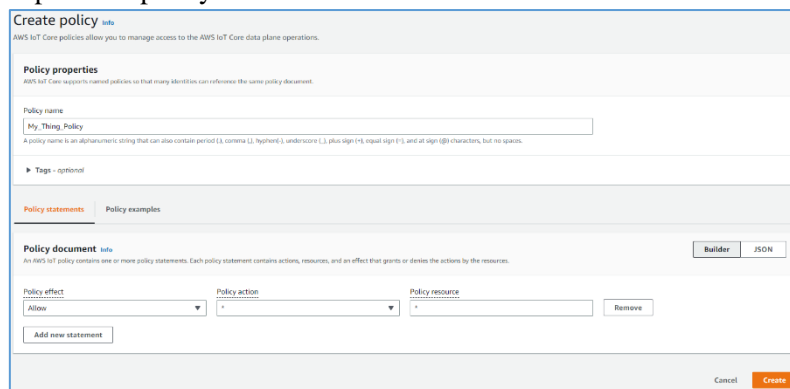 Create policy Info
AWS IoT Core policies allow you to manage access to the AWS IoT Core data plane operations.
Policy properties
AWS IoT Core supports named policies so that many identities can reference the same policy document.
Policy name
My_Thing_Policy
A policy name is an alphanumeric string that can also contain period (.), comma (,), hyphen(-), underscore (_), plus sign (+), equal sign (=), and at sign (@) characters, but no spaces.
Tags - optional
Policy statements Policy examples
Policy document Info Builder JSON
An AWS IoT policy contains one or more policy statements. Each policy statement contains actions, resources, and an effect that grants or denies the actions by the resources.
Policy effect Policy action Policy resource
Allow * * Remove
Add new statement
Cancel Create